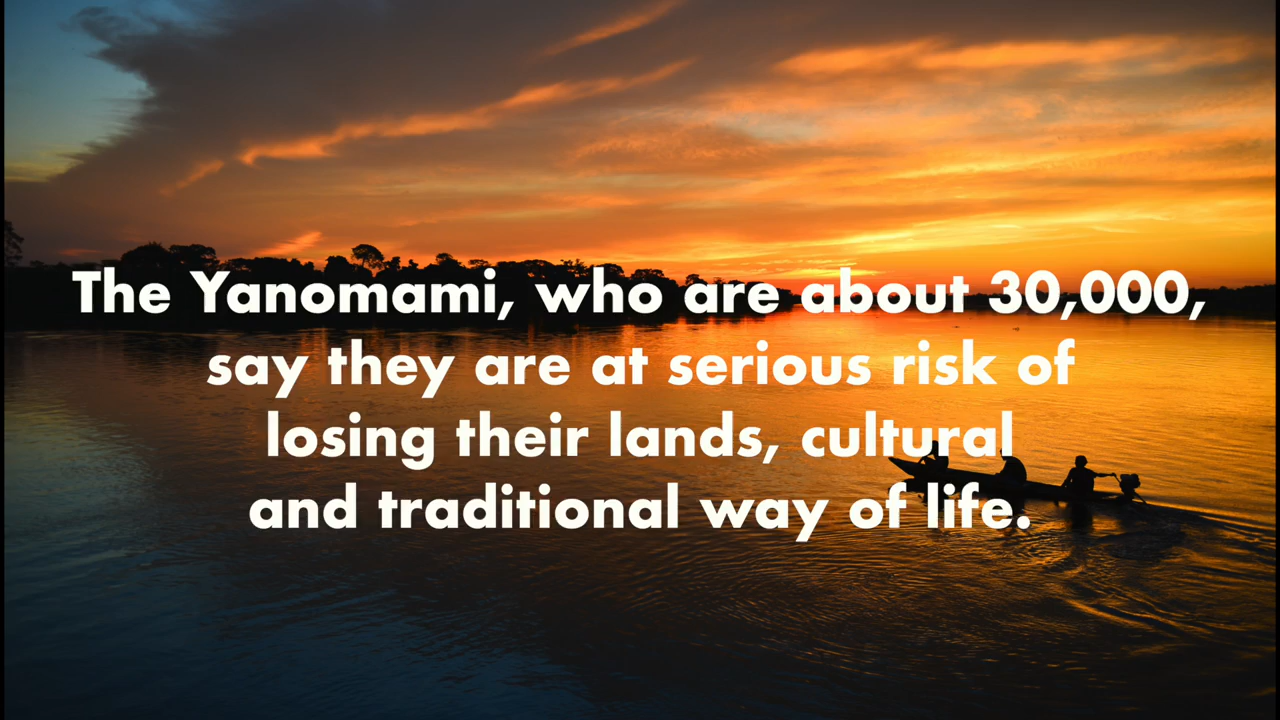 The Yanomami, who are about 30,000,
say they are at serious risk of
losing their lands, cultural
and traditional way of life.